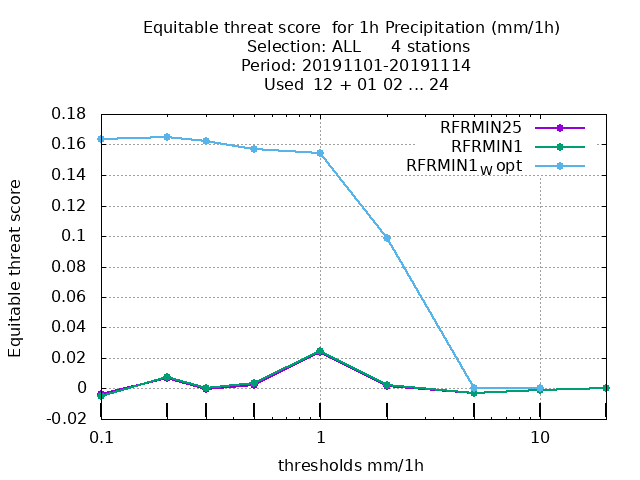 Equitable threat score  for 1h Precipitation (mm/1h)
Selection: ALL      4 stations
Period: 20191101-20191114
Used  12 + 01 02 ... 24
RFRMIN25
RFRMIN1
RFRMIN1W opt
0.18
0.16
0.14
0.12
0.1
0.08
0.06
0.04
0.02
0
-0.02
Equitable threat score
0.1 1 10
thresholds mm/1h